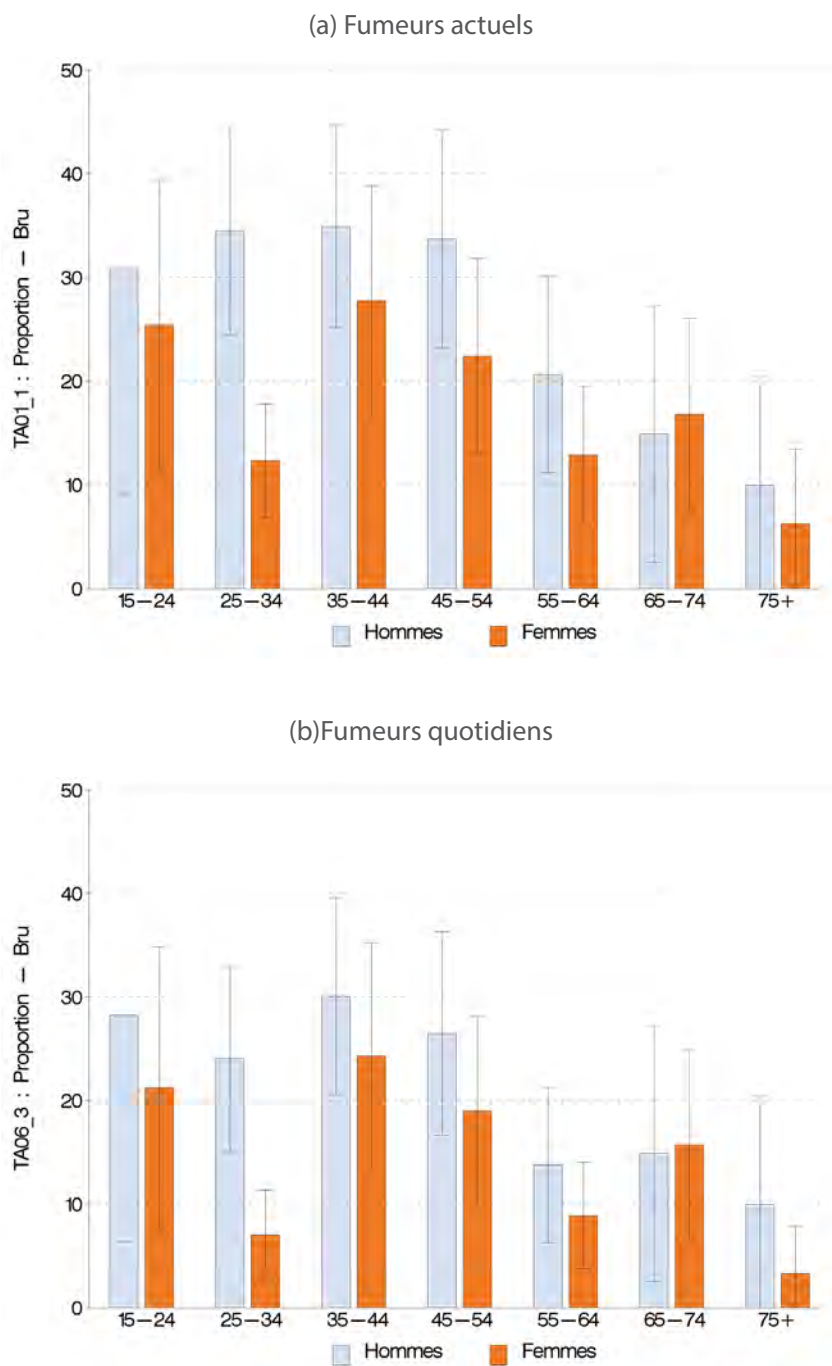 (a) Fumeurs actuels
50
40
30
20
10
0
TA01_1 : Proportion – Bru
15–24 25–34 35–44 45–54 55–64 65–74 75+
Hommes Femmes
(b)Fumeurs quotidiens
50
40
30
20
10
0
TA06_3 : Proportion – Bru
15–24 25–34 35–44 45–54 55–64 65–74 75+
Hommes Femmes